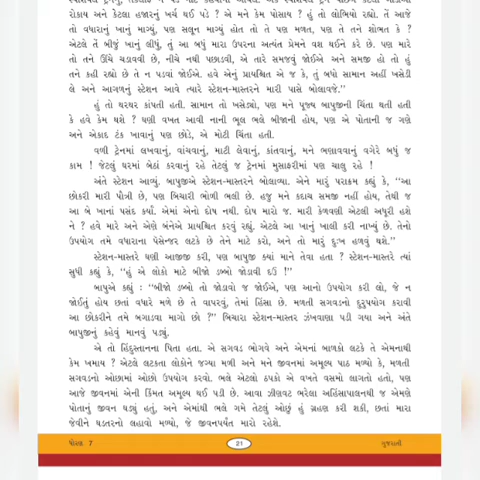 રોકાય અને કેટલા હજારનું ખર્ચ થઈ પડે ? એ મને કેમ પોસાય ? હું તો લોભિયો રહ્યો. તેં આજે
તો વધારાનું ખાનું માગ્યું, પણ સલૂન માગ્યું હોત તો તે પણ મળત, પણ તે તને શોભત કે ?
એટલે તેં બીજું ખાનું લીધું, તું આ બધું મારા ઉપરના અત્યંત પ્રેમને વશ થઈને કરે છે. પણ મારે
તો તને ઊંચે ચડાવવી છે, નીચે નથી પછાડવી, એ તારે સમજવું જોઈએ અને સમજી હો તો હું
તને કહી રહ્યો છે તે ન પડવાં જોઈએ. હવે એનું પ્રાયશ્ચિત એ જ કે, તું બધો સામાન અહીં ખસેડી
લે અને આગળનું સ્ટેશન આવે ત્યારે સ્ટેશન-માસ્તરને મારી પાસે બોલાવજે.”
હું તો થરથર કાંપતી હતી. સામાન તો ખસેડ્યો, પણ મને પૂજ્ય બાપુજીની ચિંતા થતી હતી
કે હવે કેમ થશે ? ઘણી વખત આવી નાની ભૂલ ભલે બીજાની હોય, પણ એ પોતાની જ ગણે
અને એકાદ ટંક ખાવાનું પણ છોડે, એ મોટી ચિંતા હતી.
વળી ટ્રેનમાં લખવાનું, વાંચવાનું, માટી લેવાનું, કાંતવાનું, મને ભણાવવાનું વગેરે બધું જ
કામ ! જેટલું ઘરમાં બેઠાં કરવાનું રહે તેટલું જ ટ્રેનમાં મુસાફરીમાં પણ ચાલુ રહે !
અંતે સ્ટેશન આવ્યું. બાપુજીએ સ્ટેશન-માસ્તરને બોલાવ્યા. એને મારું પરાક્રમ કહ્યું કે, “આ
છોકરી મારી પૌત્રી છે, પણ બિચારી ભોળી ભલી છે. હજુ મને કદાચ સમજી નહીં હોય, તેથી જ
આ બે ખાનાં પસંદ કર્યાં. એમાં એનો દોષ નથી. દોષ મારો જ. મારી કેળવણી એટલી અધૂરી હશે
ને ? હવે મારે અને એણે બંનેએ પ્રાયશ્ચિત કરવું રહ્યું. એટલે આ ખાનું ખાલી કરી નાખ્યું છે. તેનો
ઉપયોગ તમે વધારાના પેસેન્જર લટકે છે તેને માટે કરો, અને તો મારું દુઃખ હળવું થશે.”
સ્ટેશન-માસ્તરે ઘણી આજીજી કરી, પણ બાપુજી ક્યાં માને તેવા હતા ? સ્ટેશન-માસ્તરે ત્યાં
સુધી કહ્યું કે, “હું એ લોકો માટે બીજો ડબ્બો જોડાવી દઉં !”
બાપુએ કહ્યું : “બીજો ડબ્બો તો જોડાવો જ જોઈએ, પણ આનો ઉપયોગ કરી લો, જે ન
જોઈતું હોય છતાં વધારે મળે છે તે વાપરવું, તેમાં હિંસા છે. મળતી સગવડનો દુરુપયોગ કરાવી
આ છોકરીને તમે બગાડવા માગો છો ?” બિચારા સ્ટેશન-માસ્તર ઝંખવાણા પડી ગયા અને અંતે
બાપુજીનું કહેવું માનવું પડ્યું.
એ તો હિંદુસ્તાનના પિતા હતા. એ સગવડ ભોગવે અને એમનાં બાળકો લટકે તે એમનાથી
કેમ ખમાય ? એટલે લટકતા લોકોને જગ્યા મળી અને મને જીવનમાં અમૂલ્ય પાઠ મળ્યો કે, મળતી
સગવડનો ઓછામાં ઓછો ઉપયોગ કરવો. ભલે એટલો ઠપકો એ વખતે વસમો લાગતો હતો, પણ
આજે જીવનમાં એની કિંમત અમૂલ્ય થઈ પડી છે. આવા ઝીણવટ ભરેલા અહિંસાપાલનથી જ એમણે
પોતાનું જીવન ઘડ્યું હતું, અને એમાંથી ભલે ગમે તેટલું ઓછું હું ગ્રહણ કરી શકી, છતાં મારા
જેવીને ઘડતરનો લહાવો મળ્યો, જે જીવનપર્યંત મારો રહેશે.
ધોરણ 7
21
ગુજરાતી